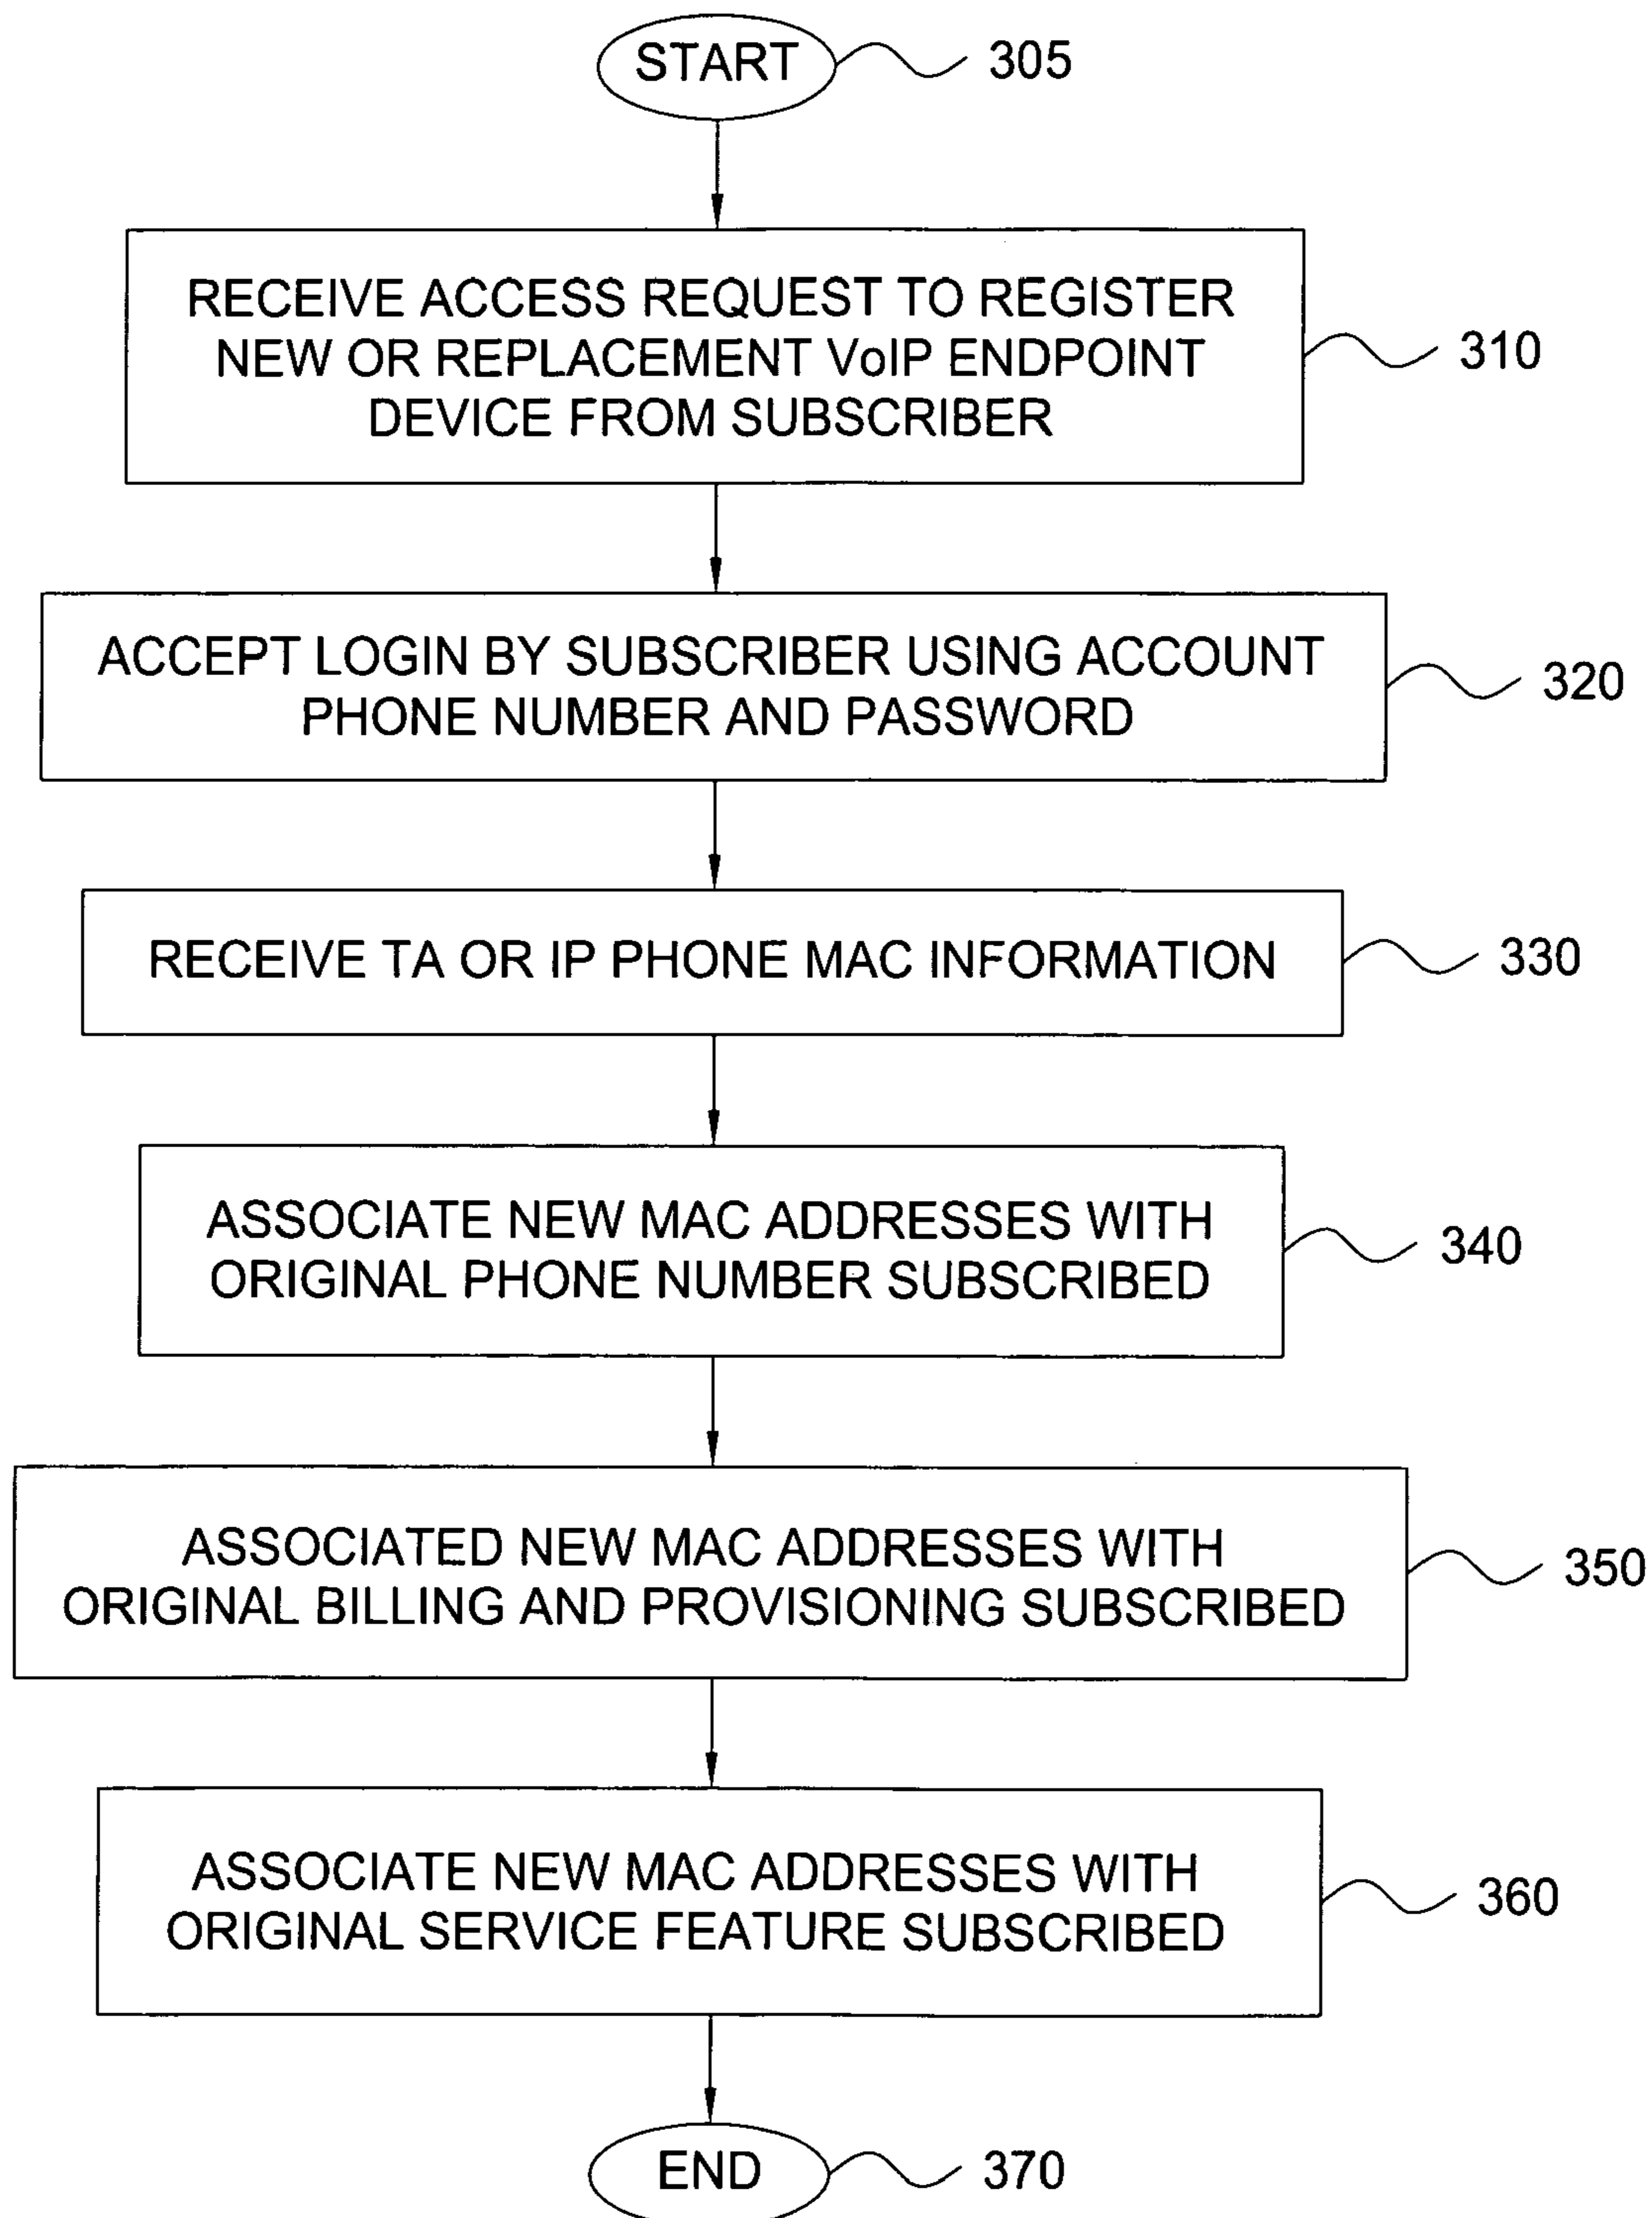 START
305
RECEIVE ACCESS REQUEST TO REGISTER
NEW OR REPLACEMENT VoIP ENDPOINT
DEVICE FROM SUBSCRIBER
310
ACCEPT LOGIN BY SUBSCRIBER USING ACCOUNT
PHONE NUMBER AND PASSWORD
320
RECEIVE TA OR IP PHONE MAC INFORMATION
330
ASSOCIATE NEW MAC ADDRESSES WITH
ORIGINAL PHONE NUMBER SUBSCRIBED
340
ASSOCIATED NEW MAC ADDRESSES WITH
ORIGINAL BILLING AND PROVISIONING SUBSCRIBED
350
ASSOCIATE NEW MAC ADDRESSES WITH
ORIGINAL SERVICE FEATURE SUBSCRIBED
360
END
370